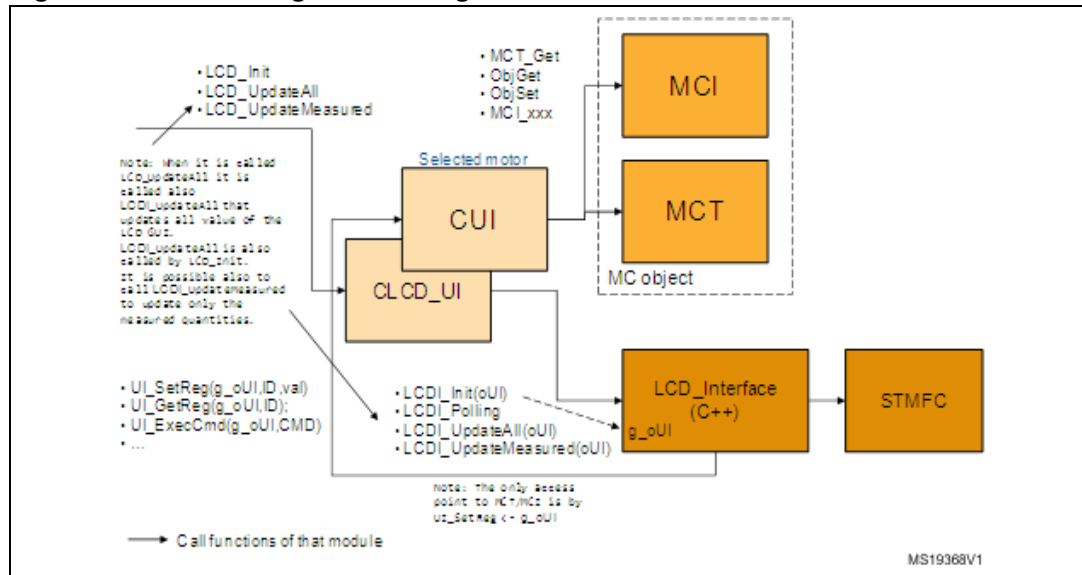 • LCD_Init
• LCD_UpdateAll
• LCD_UpdateMeasured
• MCT_Get
• ObjGet
• ObjSet
• MCI_xxx
MCI
MCT
MC object
Note: When it is called
LCD_UpdateAll it is
called also
LCDI_UpdateAll that
updates all value of the
LCD GUI.
LCDI_UpdateAll is also
called by LCD_Init.
It is possible also to
call LCDI_UpdateMeasured
to update only the
measured quantities.
Selected motor
CUI
CLCD_UI
• UI_SetReg(g_oUI,ID,val)
• UI_GetReg(g_oUI,ID);
• UI_ExecCmd(g_oUI,CMD)
• ...
• LCDI_Init(oUI)
• LCDI_Polling
• LCDI_UpdateAll(oUI)
• LCDI_UpdateMeasured(oUI)
LCD_Interface
(C++)
g_oUI
STMFC
Note: The only access
point to MCT/MCI is by
UI_SetReg <- g_oUI
Call functions of that module
MS19368V1